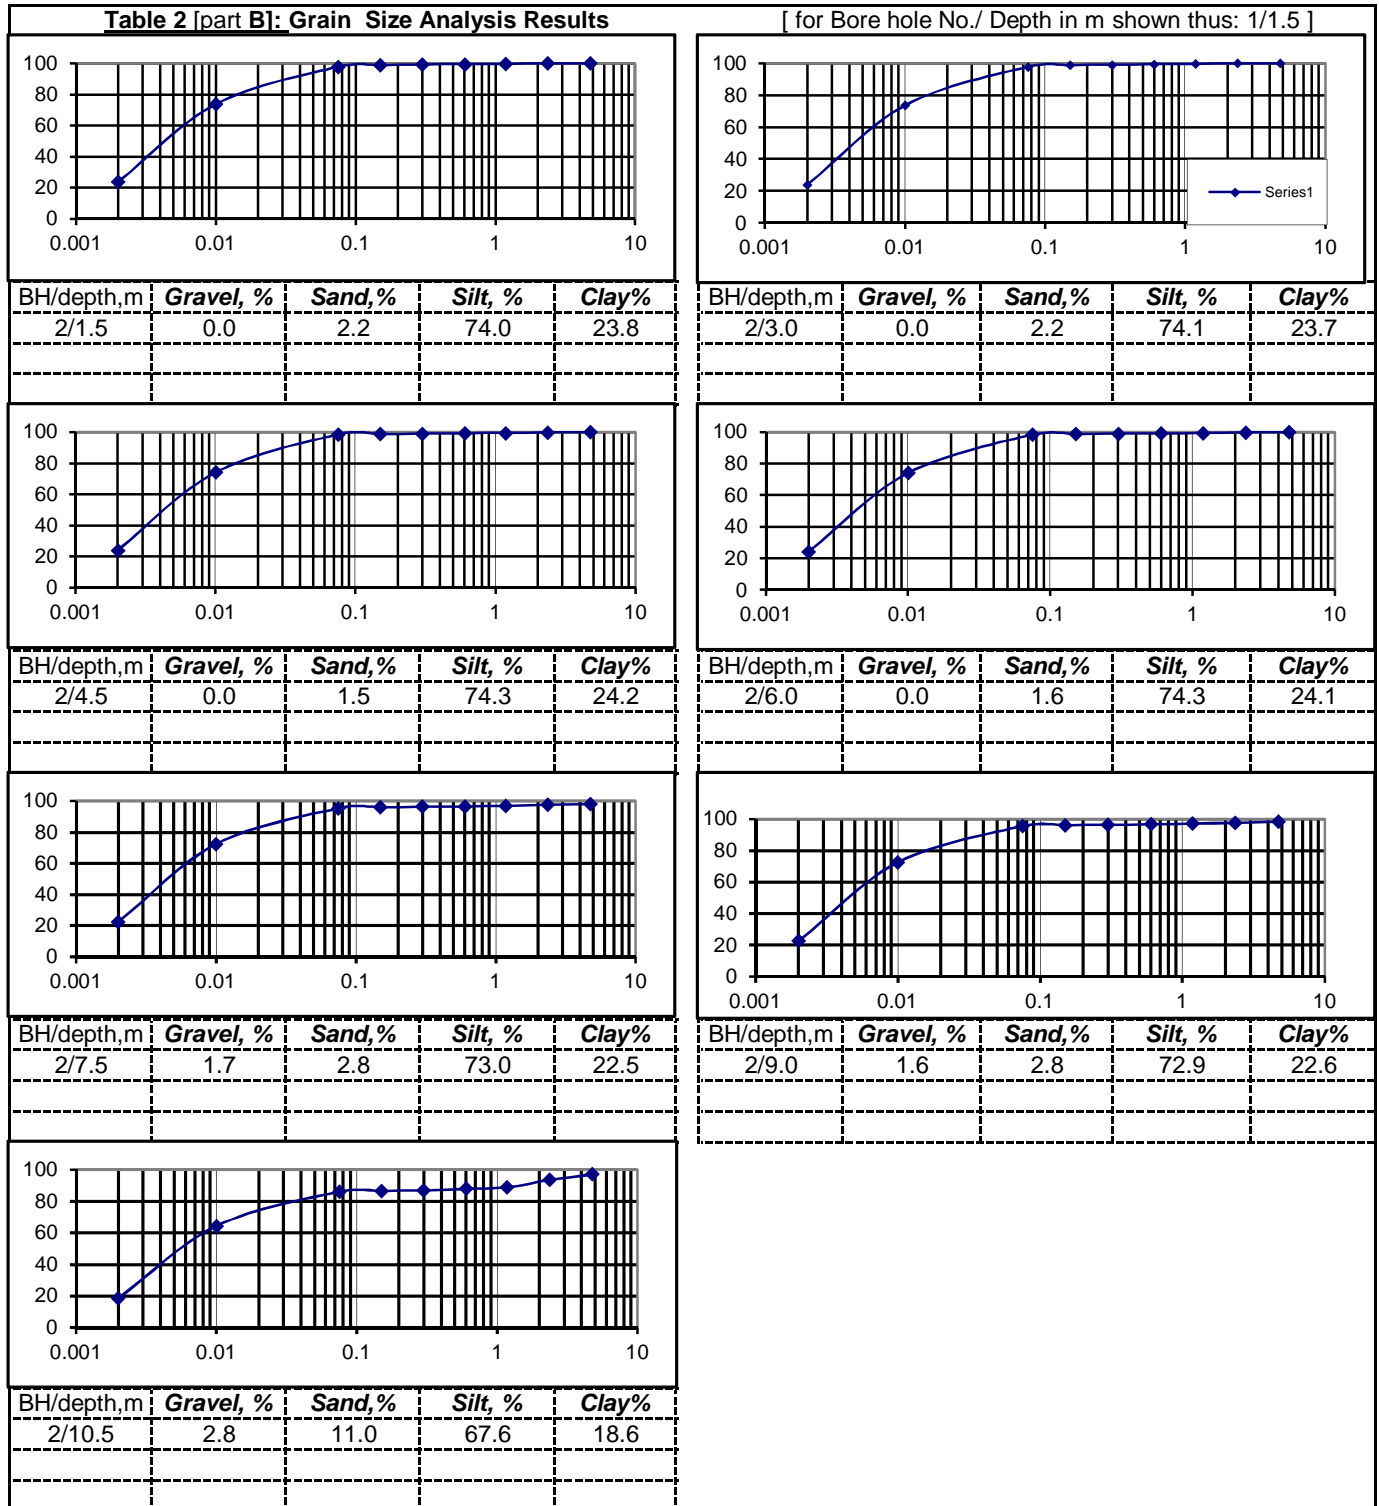 Table 2 [part B]: Grain Size Analysis Results [ for Bore hole No./ Depth in m shown thus: 1/1.5 ]
100
80
60
40
20
0
0.001 0.01 0.1 1 10
BH/depth,m Gravel, % Sand,% Silt, % Clay%
2/1.5 0.0 2.2 74.0 23.8
100
80
60
40
20
0
0.001 0.01 0.1 1 10
Series1
BH/depth,m Gravel, % Sand,% Silt, % Clay%
2/3.0 0.0 2.2 74.1 23.7
100
80
60
40
20
0
0.001 0.01 0.1 1 10
BH/depth,m Gravel, % Sand,% Silt, % Clay%
2/4.5 0.0 1.5 74.3 24.2
100
80
60
40
20
0
0.001 0.01 0.1 1 10
BH/depth,m Gravel, % Sand,% Silt, % Clay%
2/6.0 0.0 1.6 74.3 24.1
100
80
60
40
20
0
0.001 0.01 0.1 1 10
BH/depth,m Gravel, % Sand,% Silt, % Clay%
2/7.5 1.7 2.8 73.0 22.5
100
80
60
40
20
0
0.001 0.01 0.1 1 10
BH/depth,m Gravel, % Sand,% Silt, % Clay%
2/9.0 1.6 2.8 72.9 22.6
100
80
60
40
20
0
0.001 0.01 0.1 1 10
BH/depth,m Gravel, % Sand,% Silt, % Clay%
2/10.5 2.8 11.0 67.6 18.6